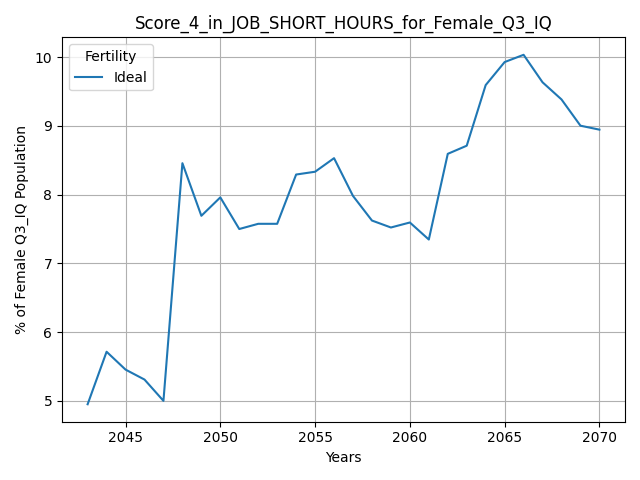 Score_4_in_JOB_SHORT_HOURS_for_Female_Q3_IQ
Fertility
Ideal
% of Female Q3_IQ Population
10
9
8
7
6
5
2045 2050 2055 2060 2065 2070
Years